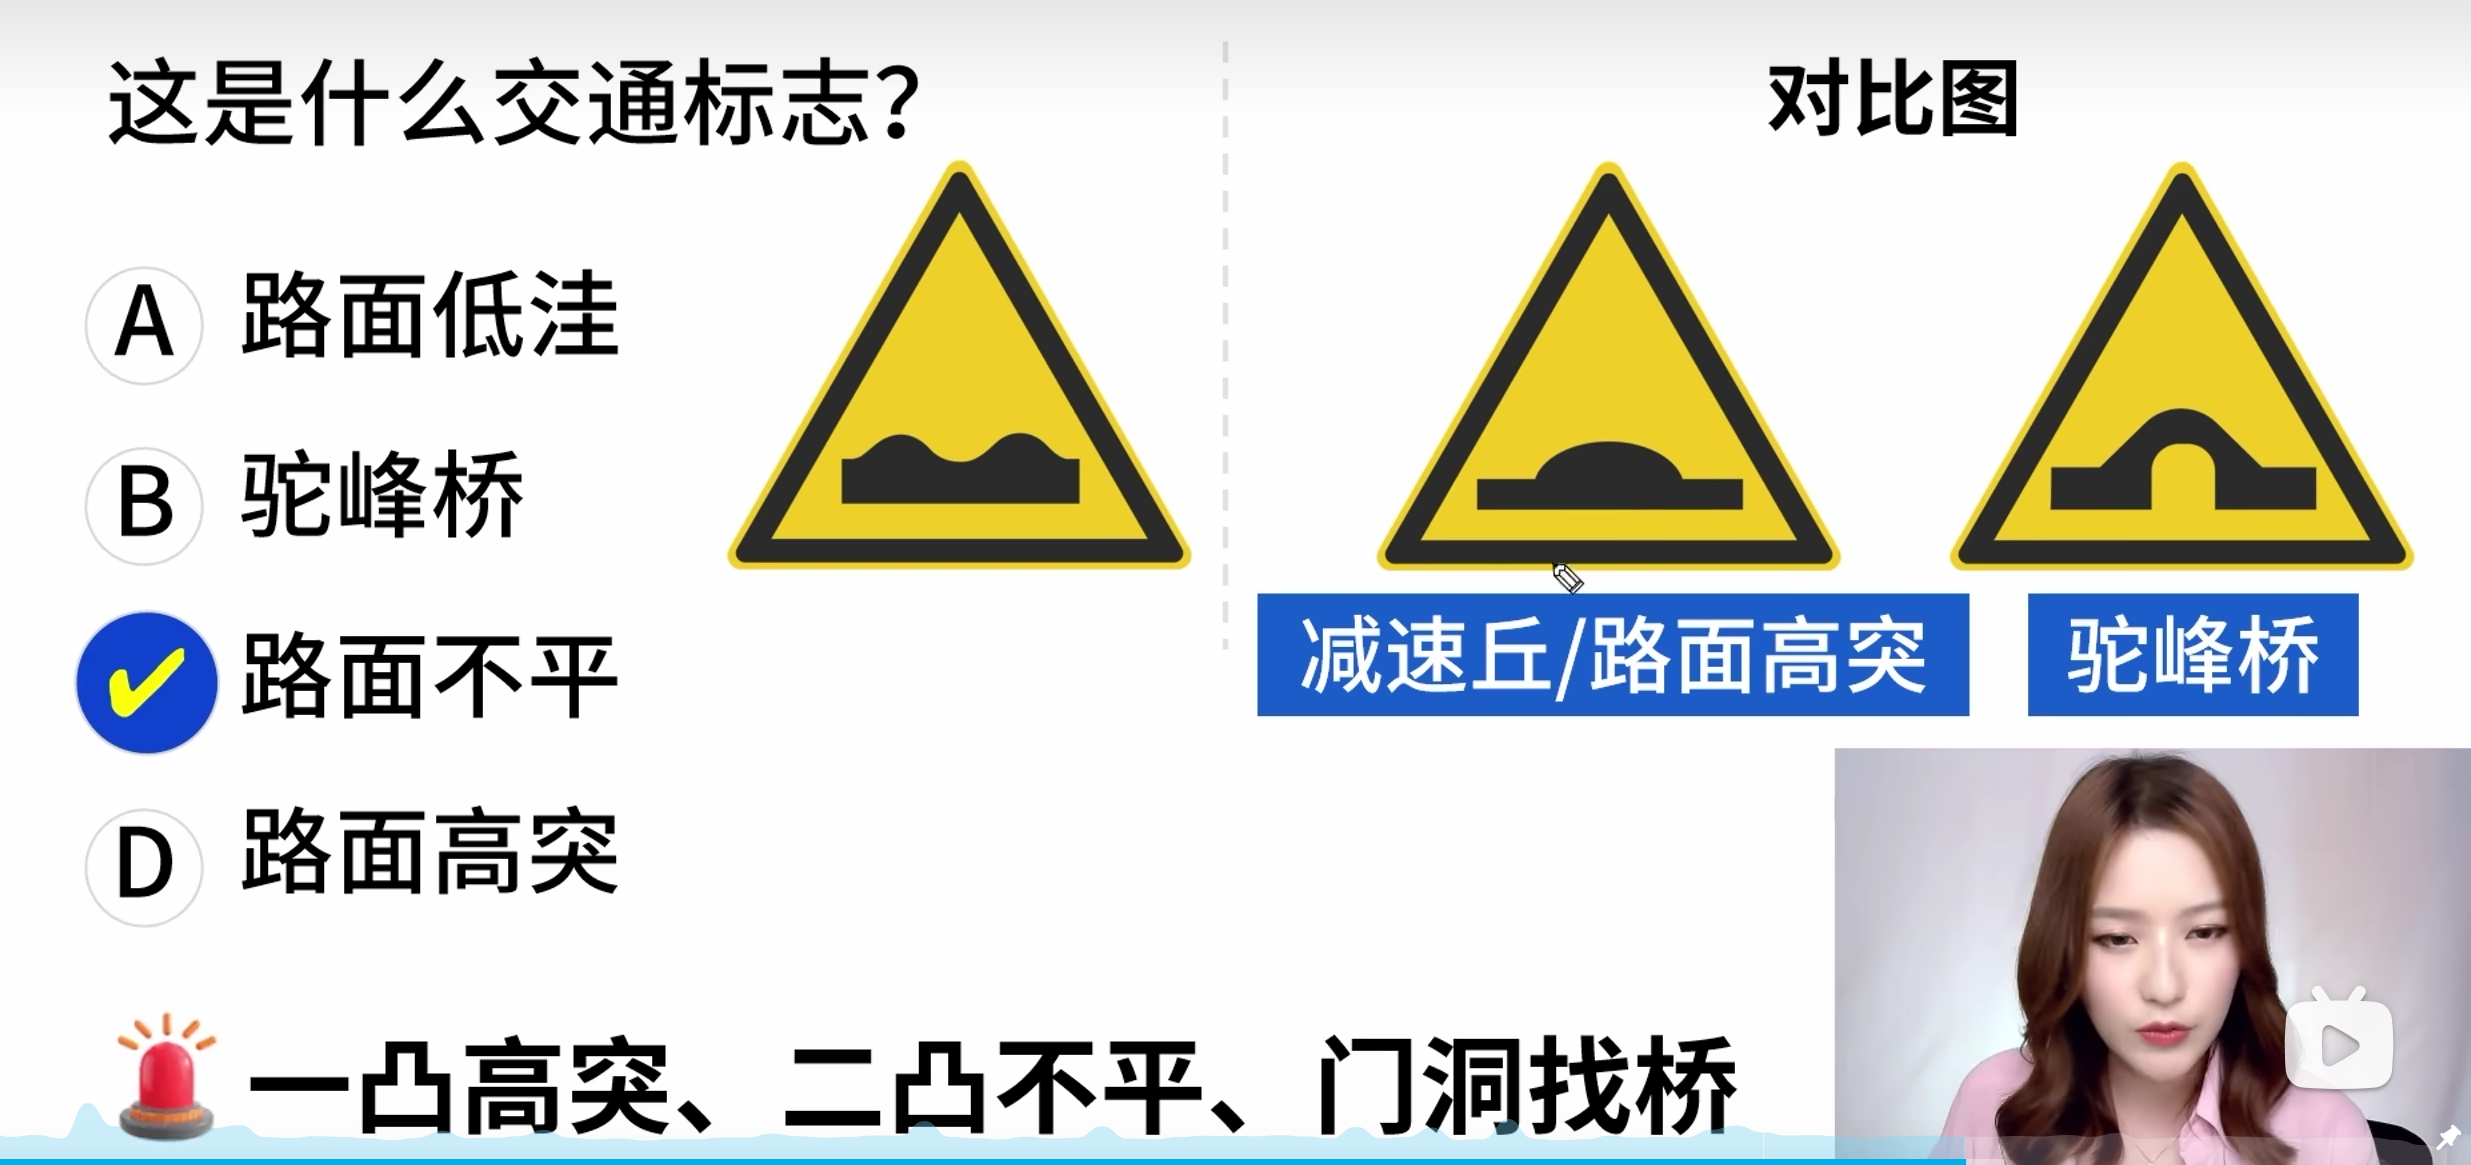 这是什么交通标志？
A 路面低洼
B 驼峰桥
路面不平
D 路面高突
对比图
减速丘/路面高突
驼峰桥
一凸高突、二凸不平、门洞找桥